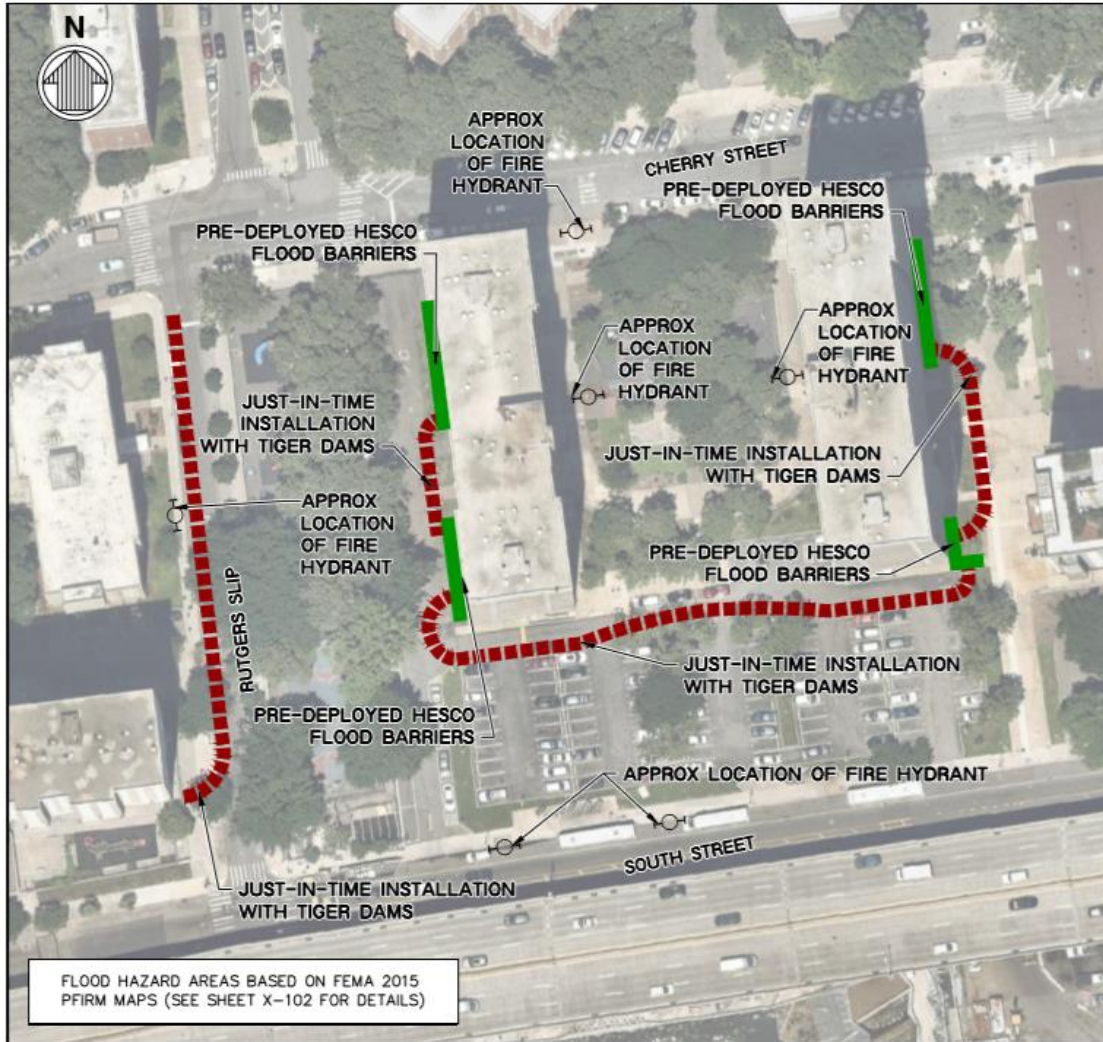 N
APPROX
LOCATION
OF FIRE
HYDRANT
CHERRY STREET
PRE-DEPLOYED HESCO
FLOOD BARRIERS
PRE-DEPLOYED HESCO
FLOOD BARRIERS
APPROX
LOCATION
OF FIRE
HYDRANT
APPROX
LOCATION
OF FIRE
HYDRANT
JUST-IN-TIME
INSTALLATION
WITH TIGER DAMS
JUST-IN-TIME INSTALLATION
WITH TIGER DAMS
APPROX
LOCATION
OF FIRE
HYDRANT
PRE-DEPLOYED HESCO
FLOOD BARRIERS
RUTGERS SLIP
JUST-IN-TIME INSTALLATION
WITH TIGER DAMS
PRE-DEPLOYED HESCO
FLOOD BARRIERS
APPROX LOCATION OF FIRE HYDRANT
SOUTH STREET
JUST-IN-TIME INSTALLATION
WITH TIGER DAMS
FLOOD HAZARD AREAS BASED ON FEMA 2015
PFIRM MAPS (SEE SHEET X-102 FOR DETAILS)